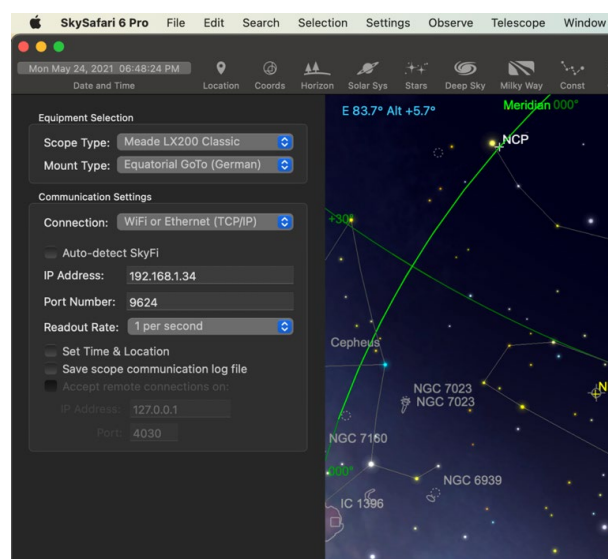 SkySafari 6 Pro File Edit Search Selection Settings Observe Telescope Window
Mon May 24, 2021 06:48:24 PM
Date and Time Location Coords Horizon Solar Sys Stars Deep Sky Milky Way Const
Equipment Selection
Scope Type: Meade LX200 Classic
Mount Type: Equatorial GoTo (German)
Communication Settings
Connection: WiFi or Ethernet (TCP/IP)
Auto-detect SkyFi
IP Address: 192.168.1.34
Port Number: 9624
Readout Rate: 1 per second
Set Time & Location
Save scope communication log file
Accept remote connections on:
IP Address: 127.0.0.1
Port: 4030
E 83.7° Alt +5.7°
Meridian 000°
NCP
+30°
Cepheus
NGC 7023
NGC 7023
N
NGC 7160
000°
NGC 6939
IC 1396